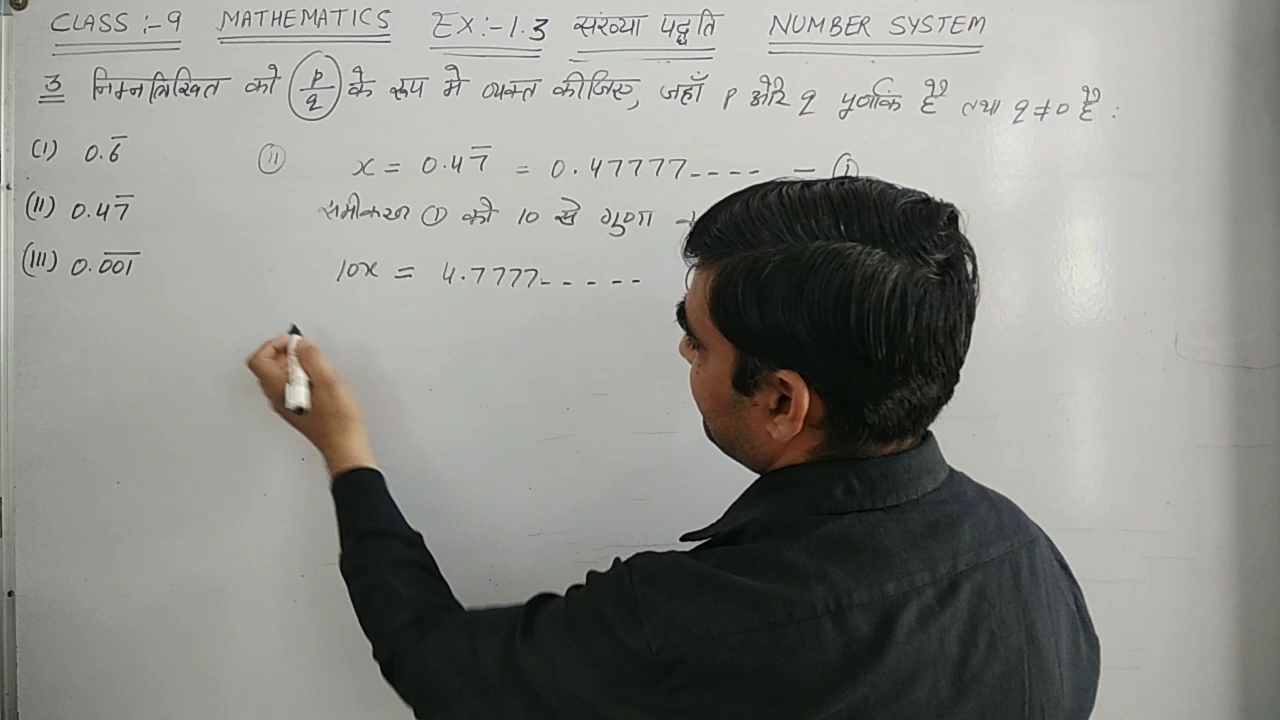 CLASS :- 9 MATHEMATICS EX:- 1.3 संख्या पद्धति NUMBER SYSTEM
3 निम्नलिखित को p/q के रूप में व्यक्त कीजिए, जहाँ p और q पूर्णांक हैं तथा q ≠ 0 है :
(I) 0.6̅
(II) 0.47̅
(III) 0.0̅0̅1̅
(II) x = 0.47̅ = 0.47777---- - (1)
समीकरण (1) को 10 से गुणा
10x = 4.7777-----